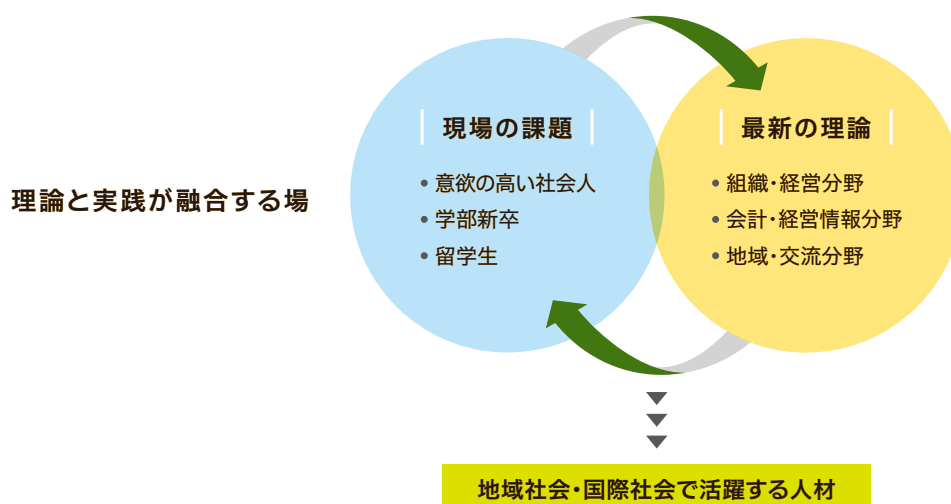 理論と実践が融合する場
現場の課題
• 意欲の高い社会人
• 学部新卒
• 留学生
最新の理論
• 組織・経営分野
• 会計・経営情報分野
• 地域・交流分野
地域社会・国際社会で活躍する人材